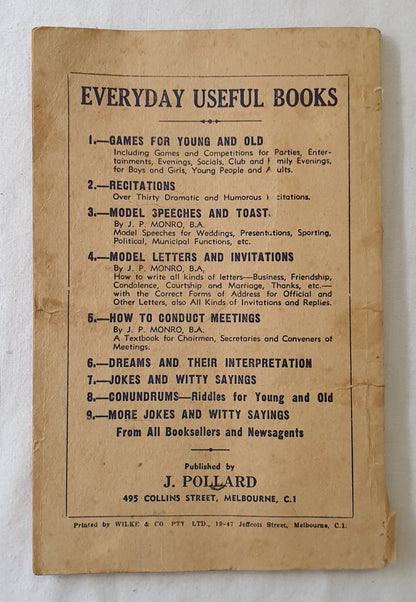 EVERYDAY USEFUL BOOKS
1.—GAMES FOR YOUNG AND OLD
Including Games and Competitions for Parties, Enter-
tainments, Evenings, Socials, Club and F mily Evenings,
for Boys and Girls, Young People and A ults.
2.—RECITATIONS
Over Thirty Dramatic and Humorous R citations.
3.—MODEL SPEECHES AND TOAST
By J. P. MONRO, B.A.
Model Speeches for Weddings, Presentations, Sporting,
Political, Municipal Functions, etc.
4.—MODEL LETTERS AND INVITATIONS
By J. P. MONRO, B.A,
How to write all kinds of letters—Business, Friendship,
Condolence, Courtship and Marriage, Thanks, etc.—
with the Correct Forms of Address for Official and
Other Letters, also All Kinds of Invitations and Replies.
5.—HOW TO CONDUCT MEETINGS
By J. P. MONRO, B.A.
A Textbook for Chairmen, Secretaries and Conveners of
Meetings.
6.—DREAMS AND THEIR INTERPRETATION
7.—JOKES AND WITTY SAYINGS
8.—CONUNDRUMS—Riddles for Young and Old
9.—MORE JOKES AND WITTY SAYINGS
From All Booksellers and Newsagents
Published by
J. POLLARD
495 COLLINS STREET, MELBOURNE, C.1
Printed by WILKE & CO PTY LTD., 19-47 Jeffcott Street, Melbourne, C.1.